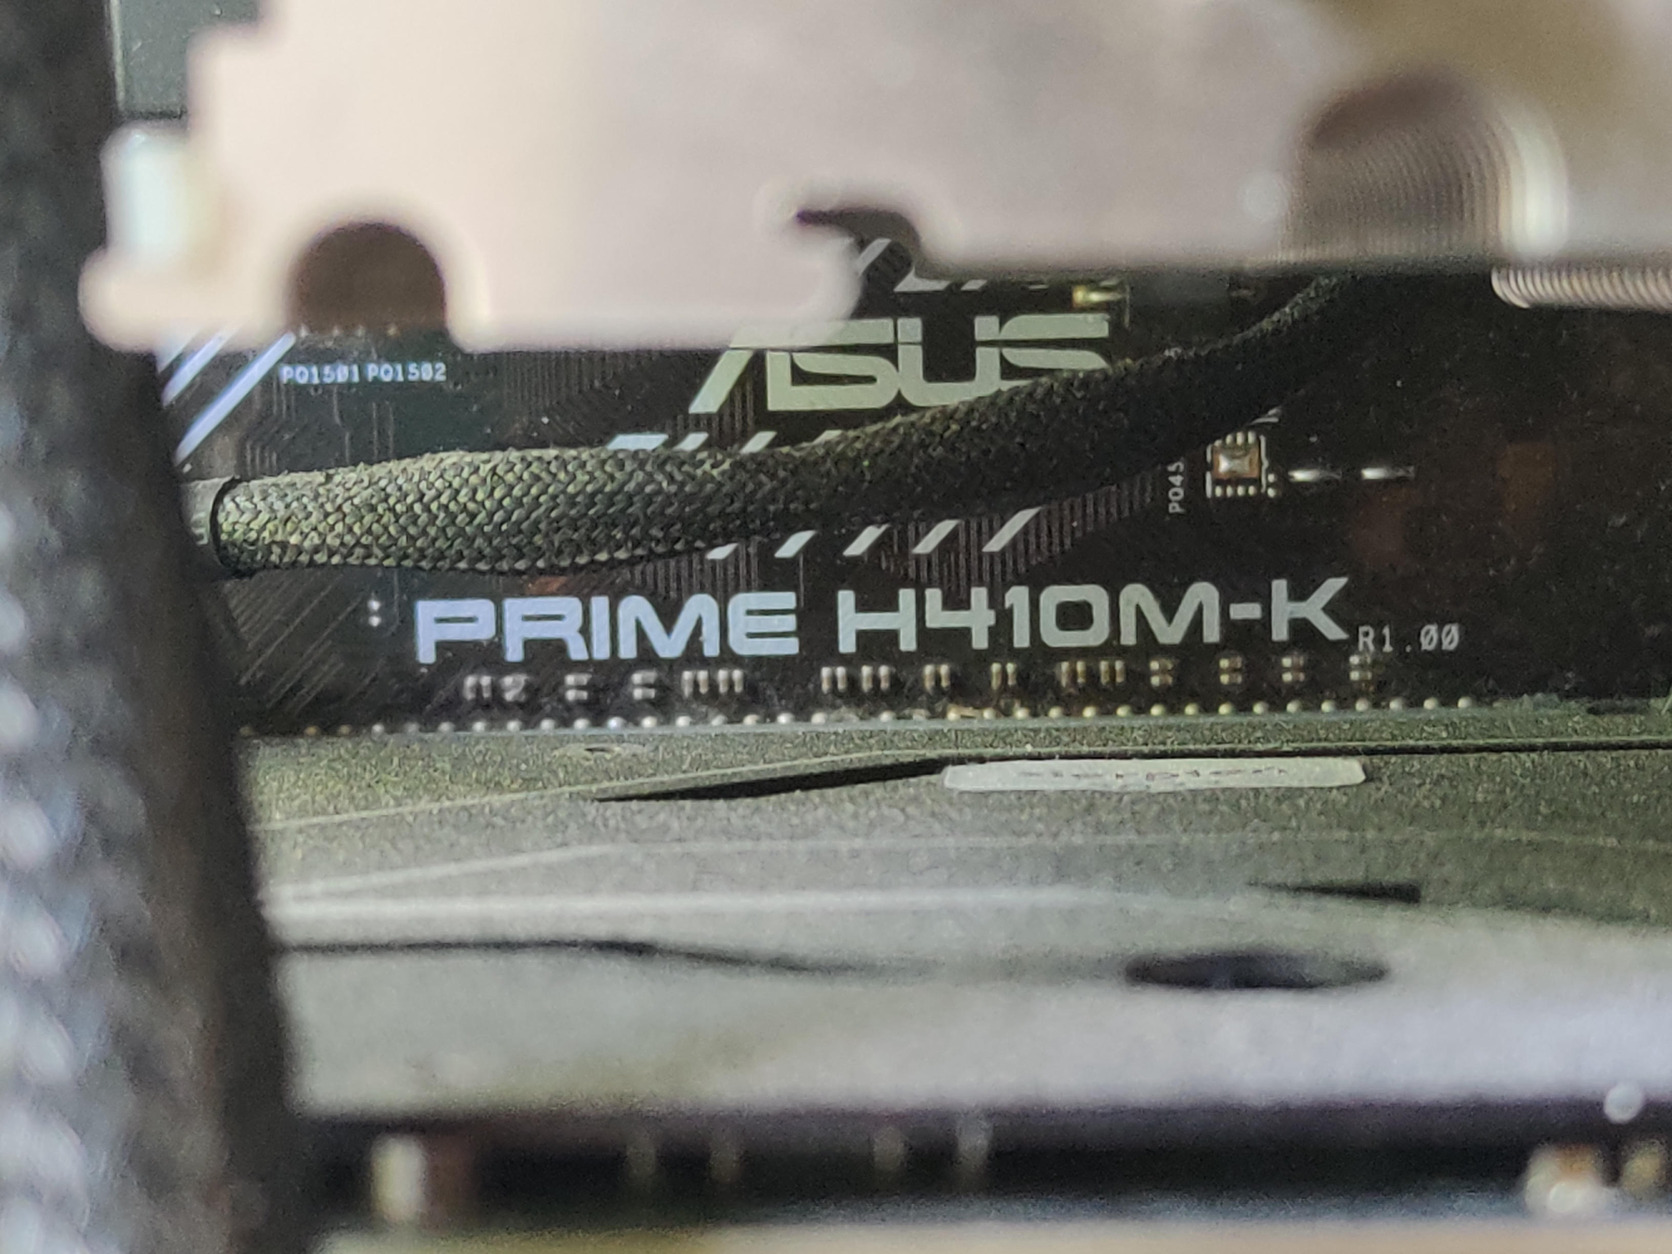 PO1501 PO1502
ASUS
PO45
PRIME H410M-K
R1.00